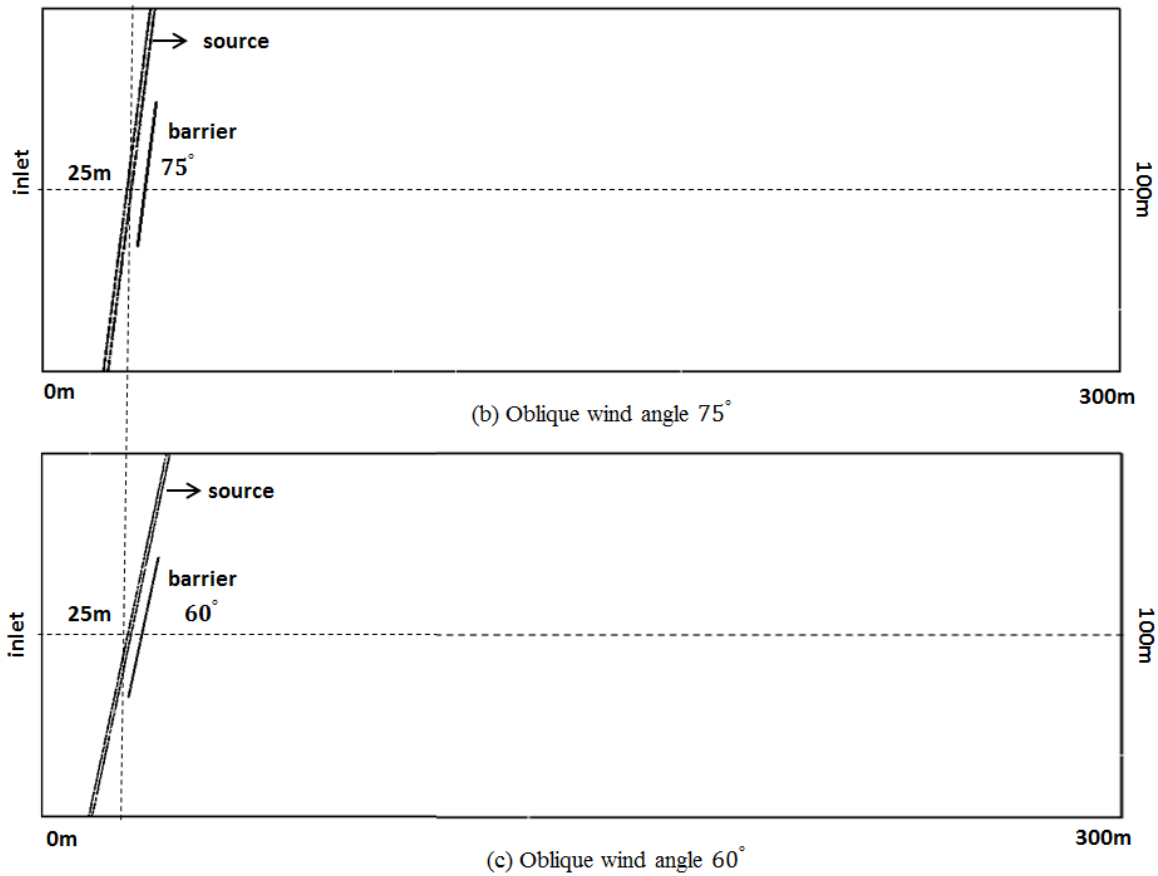 source
barrier
75°
25m
inlet
100m
0m
300m
(b) Oblique wind angle 75°
source
barrier
60°
25m
inlet
100m
0m
300m
(c) Oblique wind angle 60°